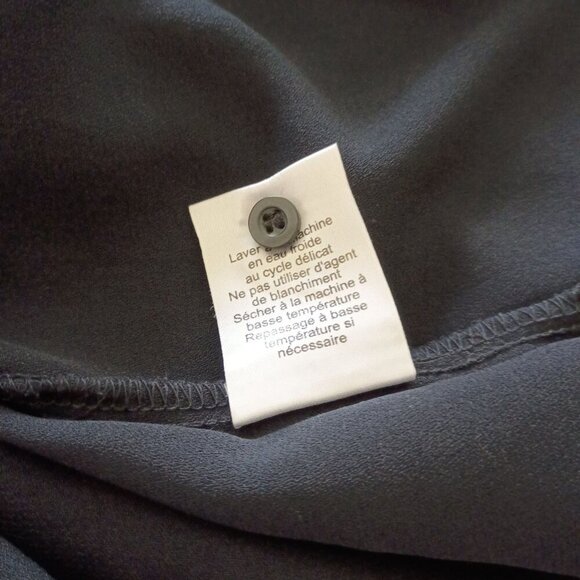 Laver machine
en eau froide
au cycle délicat
Ne pas utiliser d'agent
de blanchiment
Sécher à la machine à
basse température
Repassage à basse
température si
nécessaire